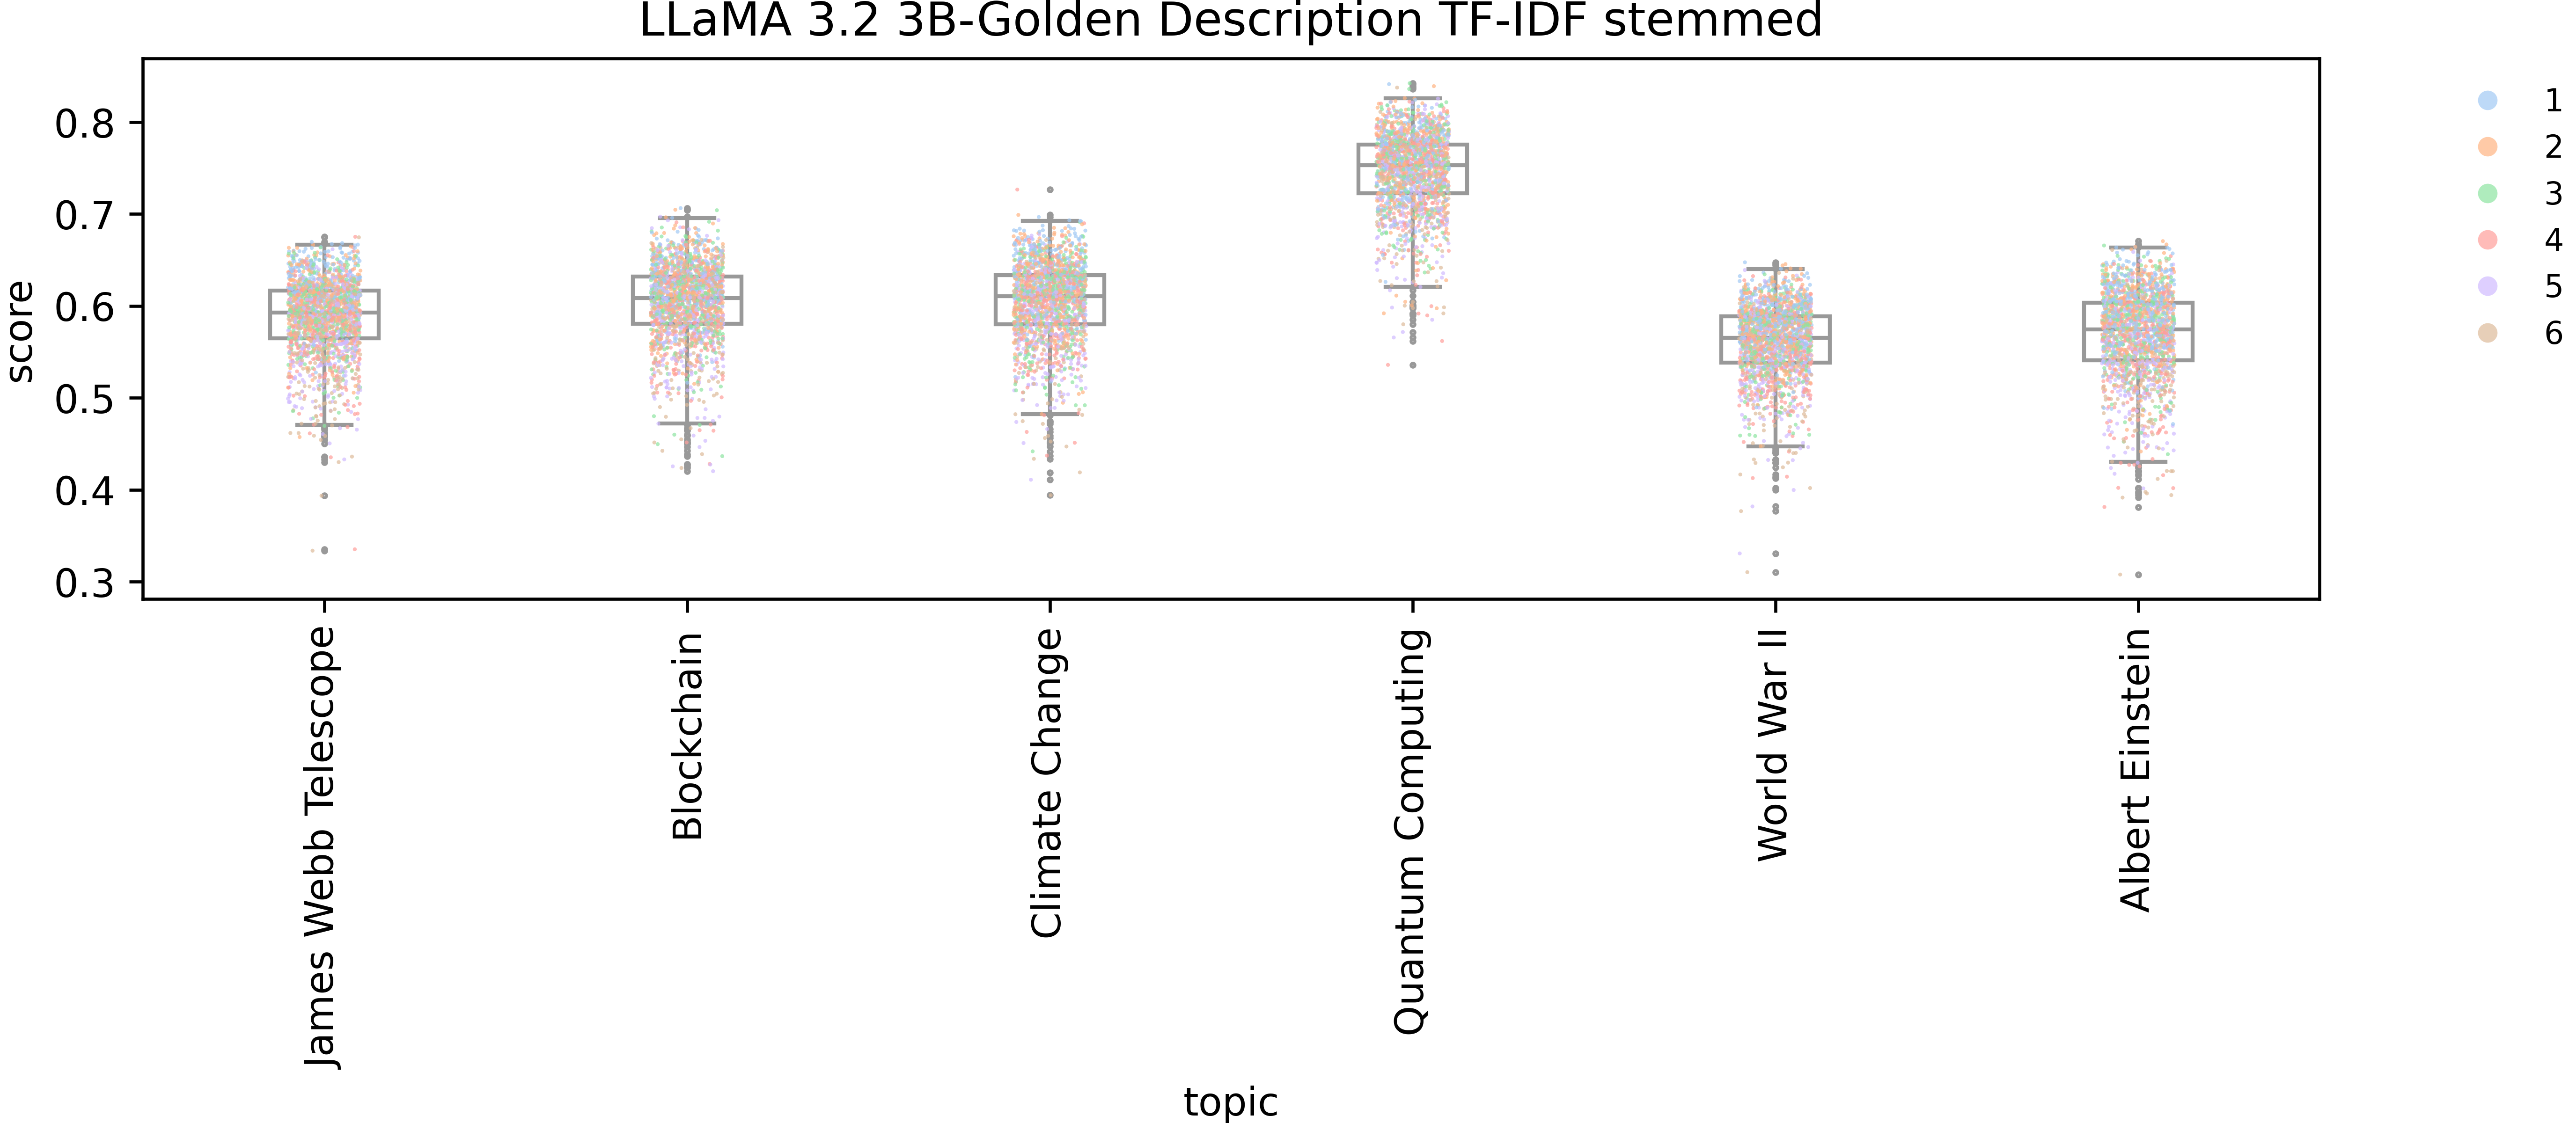 LLaMA 3.2 3B-Golden Description TF-IDF stemmed
score
0.8
0.7
0.6
0.5
0.4
0.3
James Webb Telescope
Blockchain
Climate Change
Quantum Computing
World War II
Albert Einstein
topic
1
2
3
4
5
6